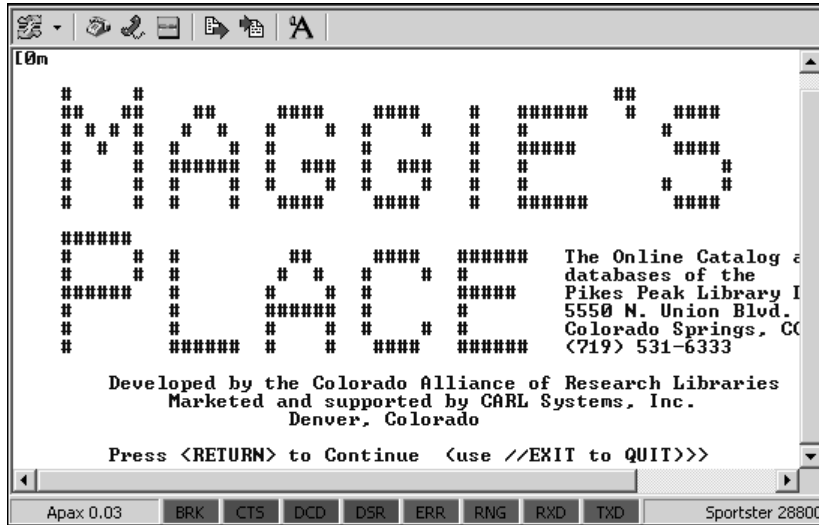 [0m
MAGGIE'S
PLACE
The Online Catalog a
databases of the
Pikes Peak Library
5550 N. Union Blvd.
Colorado Springs, CO
(719) 531-6333
Developed by the Colorado Alliance of Research Libraries
Marketed and supported by CARL Systems, Inc.
Denver, Colorado
Press <RETURN> to Continue (use //EXIT to QUIT)>>
Apax 0.03 BRK CTS DCD DSR ERR RNG RXD TXD Sportster 28800